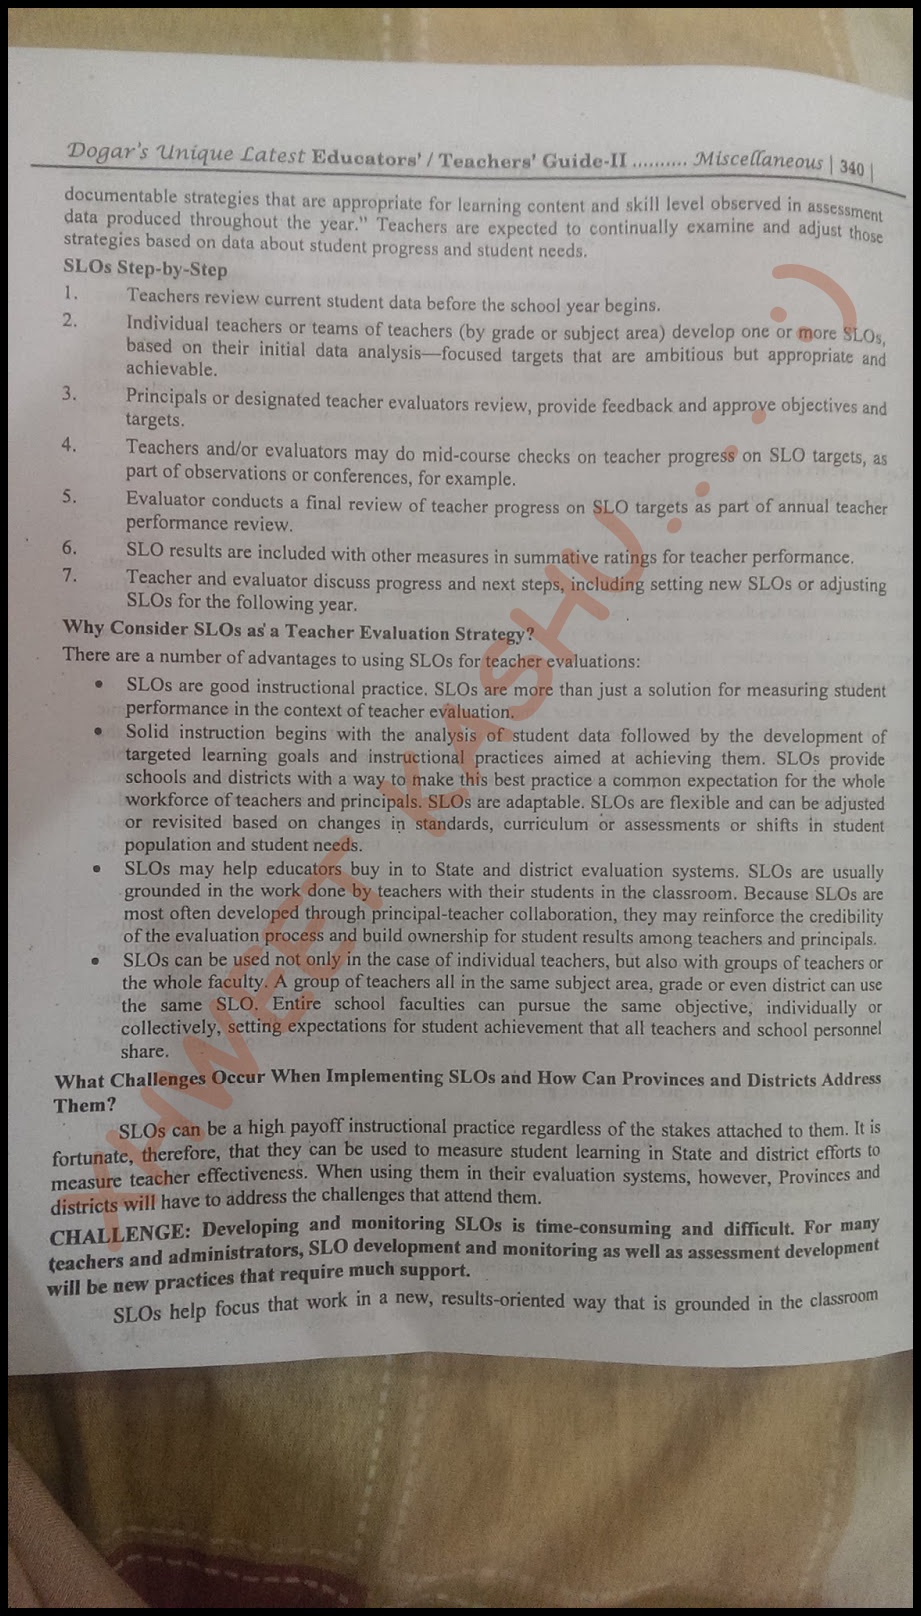 Dogar's Unique Latest Educators' / Teachers' Guide-II .......... Miscellaneous | 340 |
documentable strategies that are appropriate for learning content and skill level observed in assessment
data produced throughout the year." Teachers are expected to continually examine and adjust those
strategies based on data about student progress and student needs.
SLOs Step-by-Step
1. Teachers review current student data before the school year begins.
2. Individual teachers or teams of teachers (by grade or subject area) develop one or more SLOs,
based on their initial data analysis—focused targets that are ambitious but appropriate and
achievable.
3. Principals or designated teacher evaluators review, provide feedback and approve objectives and
targets.
4. Teachers and/or evaluators may do mid-course checks on teacher progress on SLO targets, as
part of observations or conferences, for example.
5. Evaluator conducts a final review of teacher progress on SLO targets as part of annual teacher
performance review.
6. SLO results are included with other measures in summative ratings for teacher performance.
7. Teacher and evaluator discuss progress and next steps, including setting new SLOs or adjusting
SLOs for the following year.
Why Consider SLOs as a Teacher Evaluation Strategy?
There are a number of advantages to using SLOs for teacher evaluations:
• SLOs are good instructional practice. SLOs are more than just a solution for measuring student
performance in the context of teacher evaluation.
• Solid instruction begins with the analysis of student data followed by the development of
targeted learning goals and instructional practices aimed at achieving them. SLOs provide
schools and districts with a way to make this best practice a common expectation for the whole
workforce of teachers and principals. SLOs are adaptable. SLOs are flexible and can be adjusted
or revisited based on changes in standards, curriculum or assessments or shifts in student
population and student needs.
• SLOs may help educators buy in to State and district evaluation systems. SLOs are usually
grounded in the work done by teachers with their students in the classroom. Because SLOs are
most often developed through principal-teacher collaboration, they may reinforce the credibility
of the evaluation process and build ownership for student results among teachers and principals.
• SLOs can be used not only in the case of individual teachers, but also with groups of teachers or
the whole faculty. A group of teachers all in the same subject area, grade or even district can use
the same SLO. Entire school faculties can pursue the same objective, individually or
collectively, setting expectations for student achievement that all teachers and school personnel
share.
What Challenges Occur When Implementing SLOs and How Can Provinces and Districts Address
Them?
SLOs can be a high payoff instructional practice regardless of the stakes attached to them. It is
fortunate, therefore, that they can be used to measure student learning in State and district efforts to
measure teacher effectiveness. When using them in their evaluation systems, however, Provinces and
districts will have to address the challenges that attend them.
CHALLENGE: Developing and monitoring SLOs is time-consuming and difficult. For many
teachers and administrators, SLO development and monitoring as well as assessment development
will be new practices that require much support.
SLOs help focus that work in a new, results-oriented way that is grounded in the classroom
KASHU.....:)